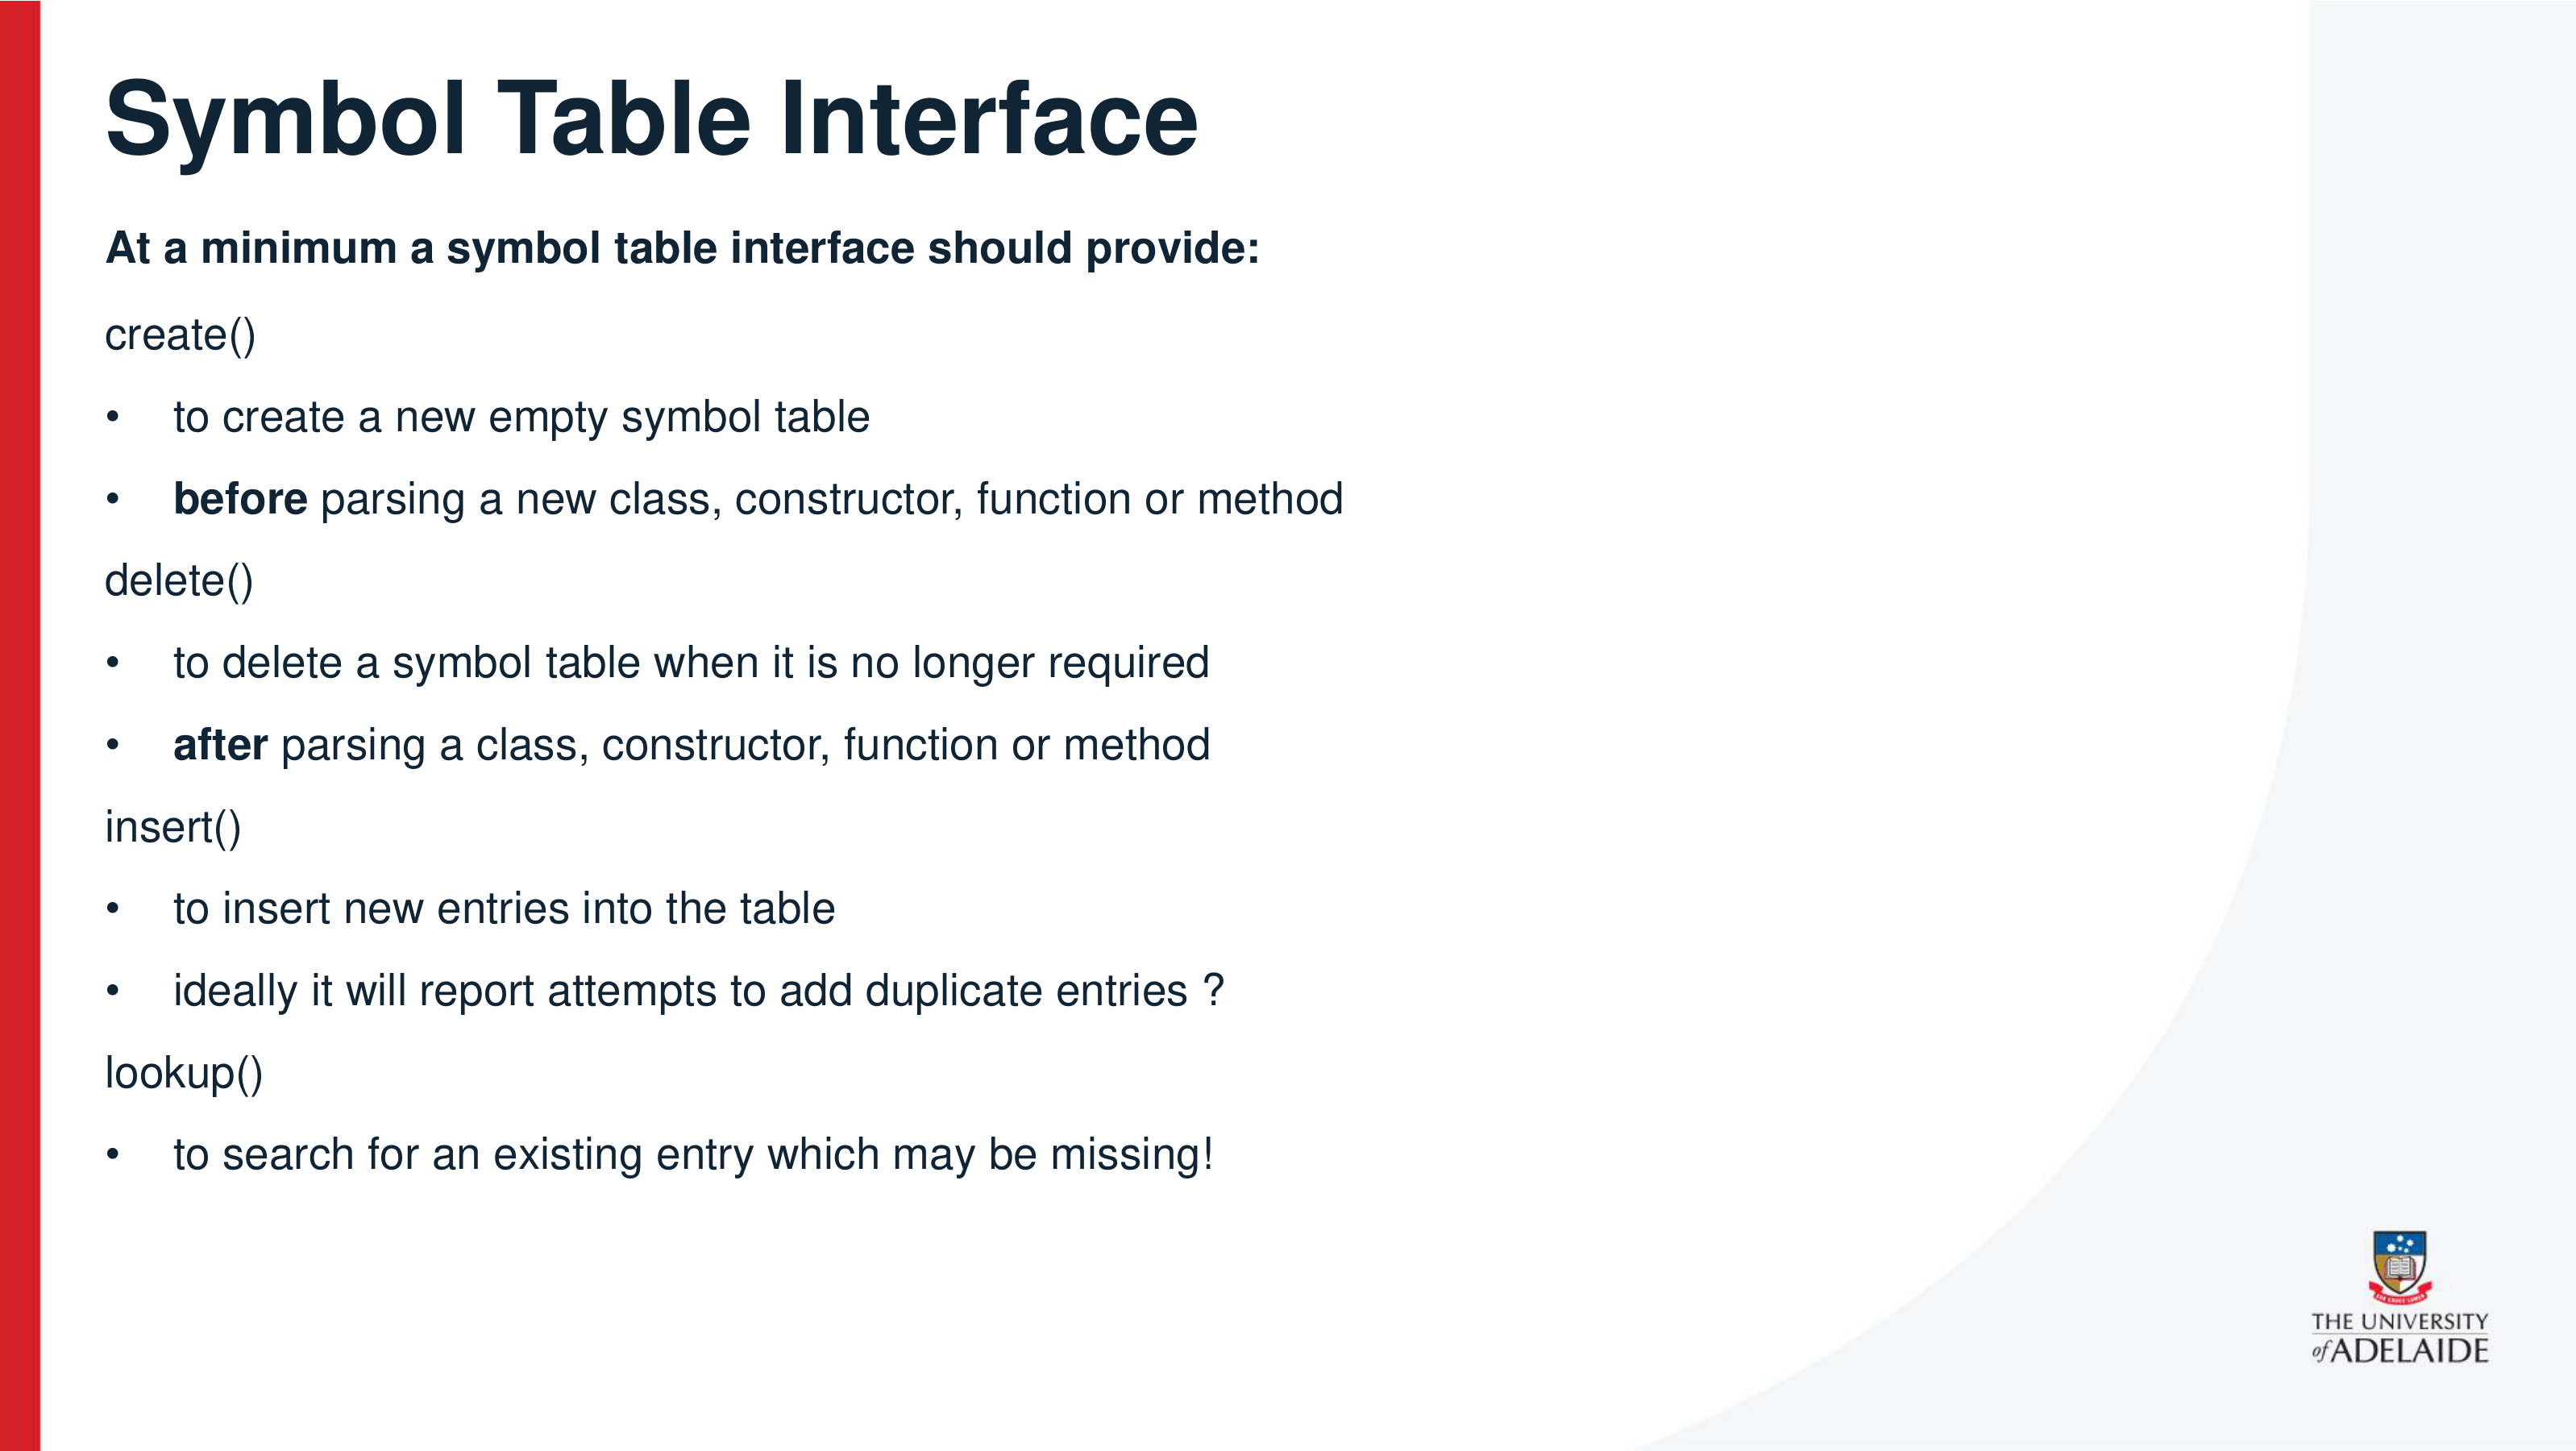 Symbol Table Interface
At a minimum a symbol table interface should provide:
create()
• to create a new empty symbol table
• before parsing a new class, constructor, function or method
delete()
• to delete a symbol table when it is no longer required
• after parsing a class, constructor, function or method
insert()
• to insert new entries into the table
• ideally it will report attempts to add duplicate entries ?
lookup()
• to search for an existing entry which may be missing!
THE UNIVERSITY
of ADELAIDE